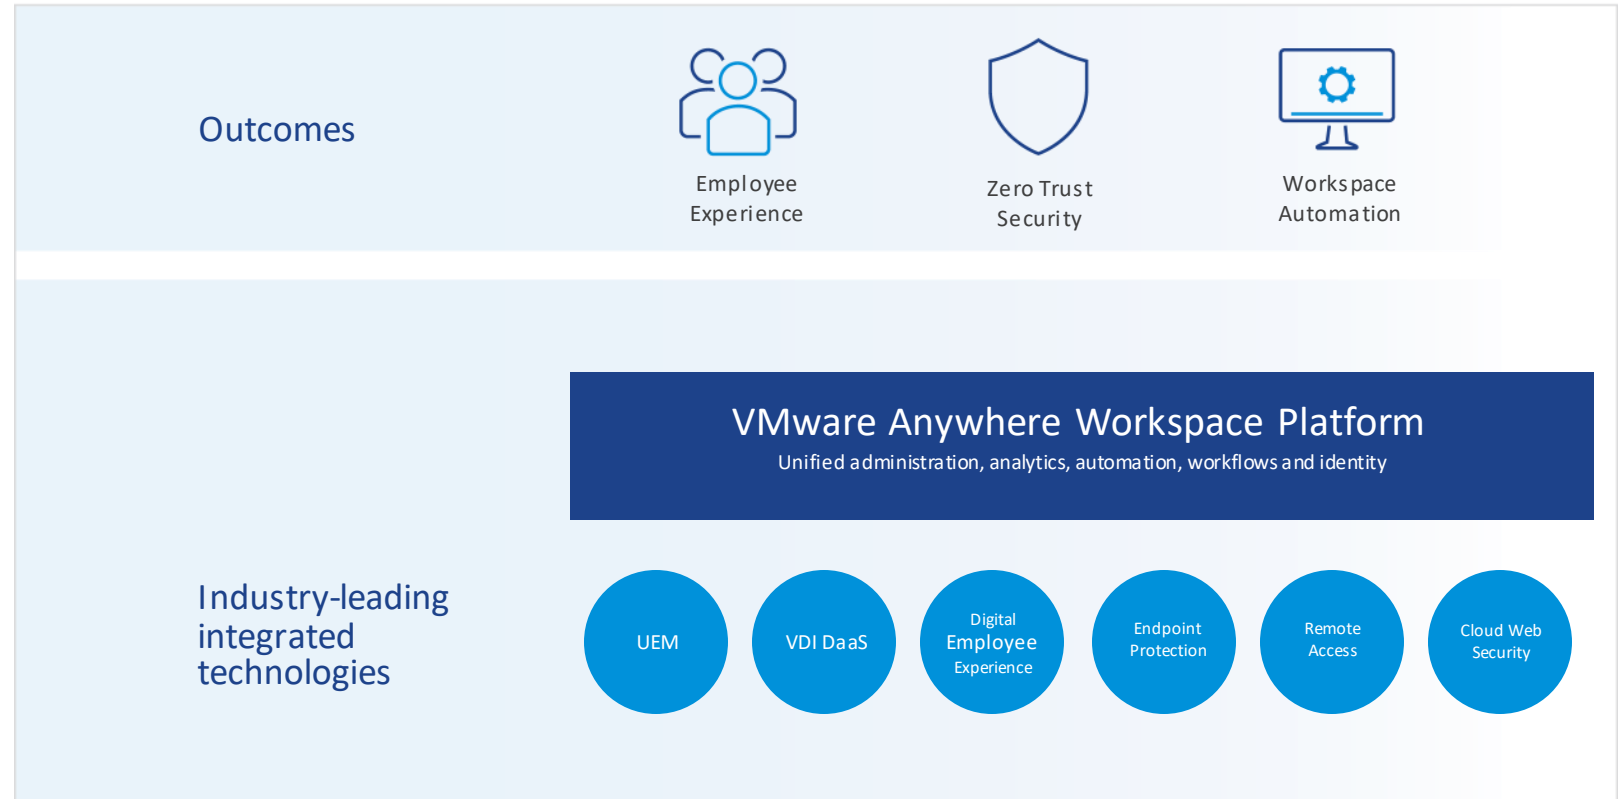 Outcomes
Employee
Experience
Zero Trust
Security
Workspace
Automation
VMware Anywhere Workspace Platform
Unified administration, analytics, automation, workflows and identity
Industry-leading
integrated
technologies
UEM
VDI DaaS
Digital
Employee
Experience
Endpoint
Protection
Remote
Access
Cloud Web
Security